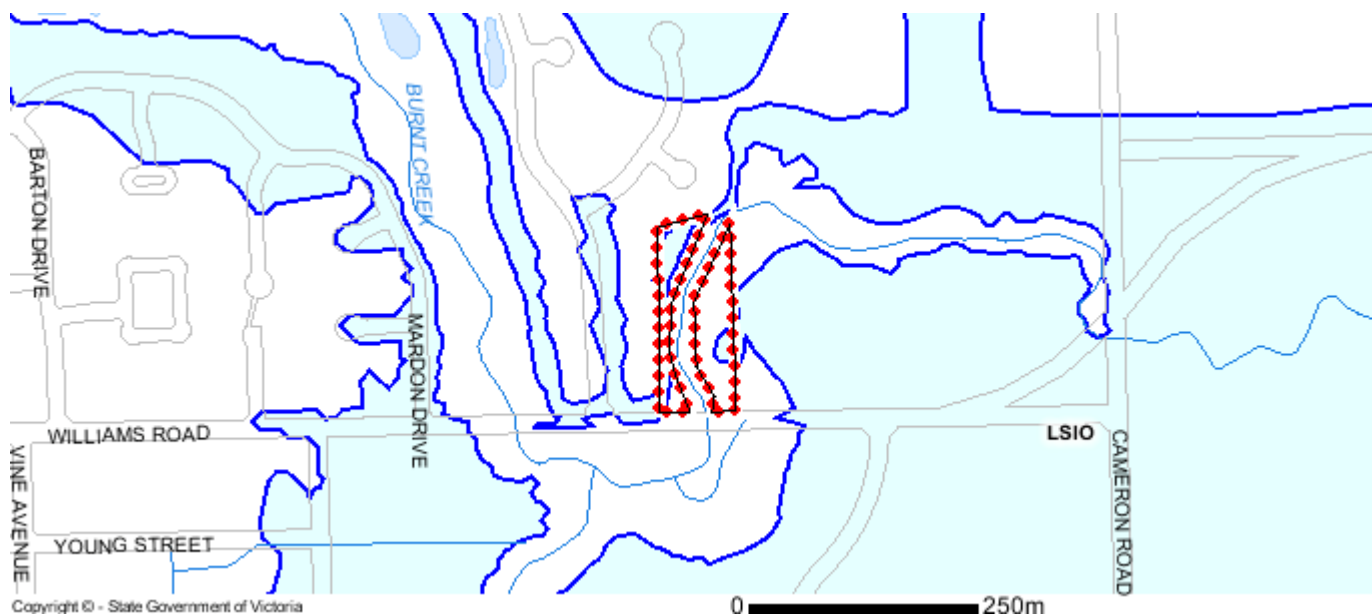 BURNT CREEK
BARTON DRIVE
MARDON DRIVE
WILLIAMS ROAD
LSIO
VINE AVENUE
CAMERON ROAD
YOUNG STREET
Copyright © - State Government of Victoria
0 250m